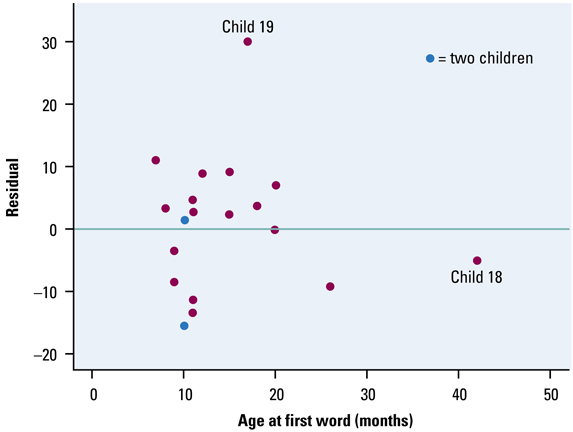 Child 19
= two children
30
20
10
0
−10
−20
Residual
Child 18
0 10 20 30 40 50
Age at first word (months)